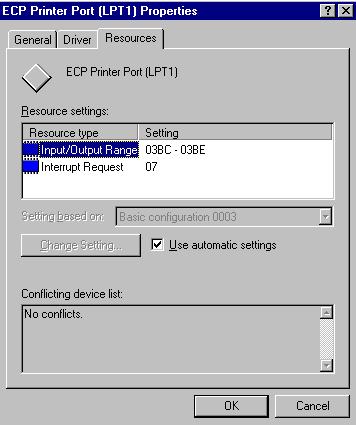 ECP Printer Port (LPT1) Properties
General Driver Resources
ECP Printer Port (LPT1)
Resource settings:
Resource type Setting
Input/Output Range 03BC - 03BE
Interrupt Request 07
Setting based on: Basic configuration 0003
Change Setting... Use automatic settings
Conflicting device list:
No conflicts.
OK Cancel